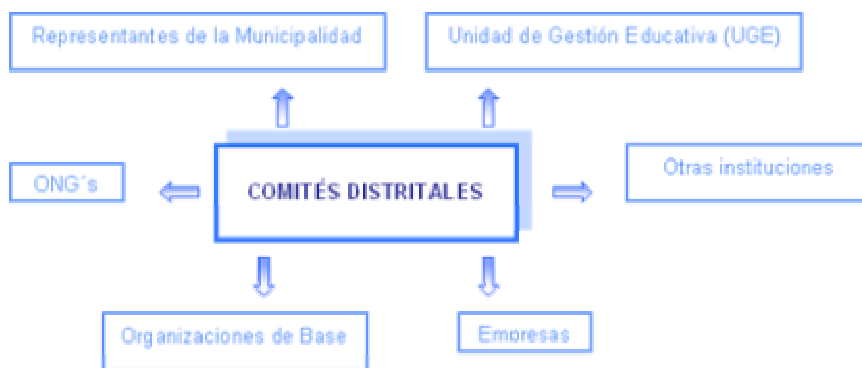 Representantes de la Municipalidad
Unidad de Gestión Educativa (UGE)
ONG´s
COMITÉS DISTRITALES
Otras instituciones
Organizaciones de Base
Empresas